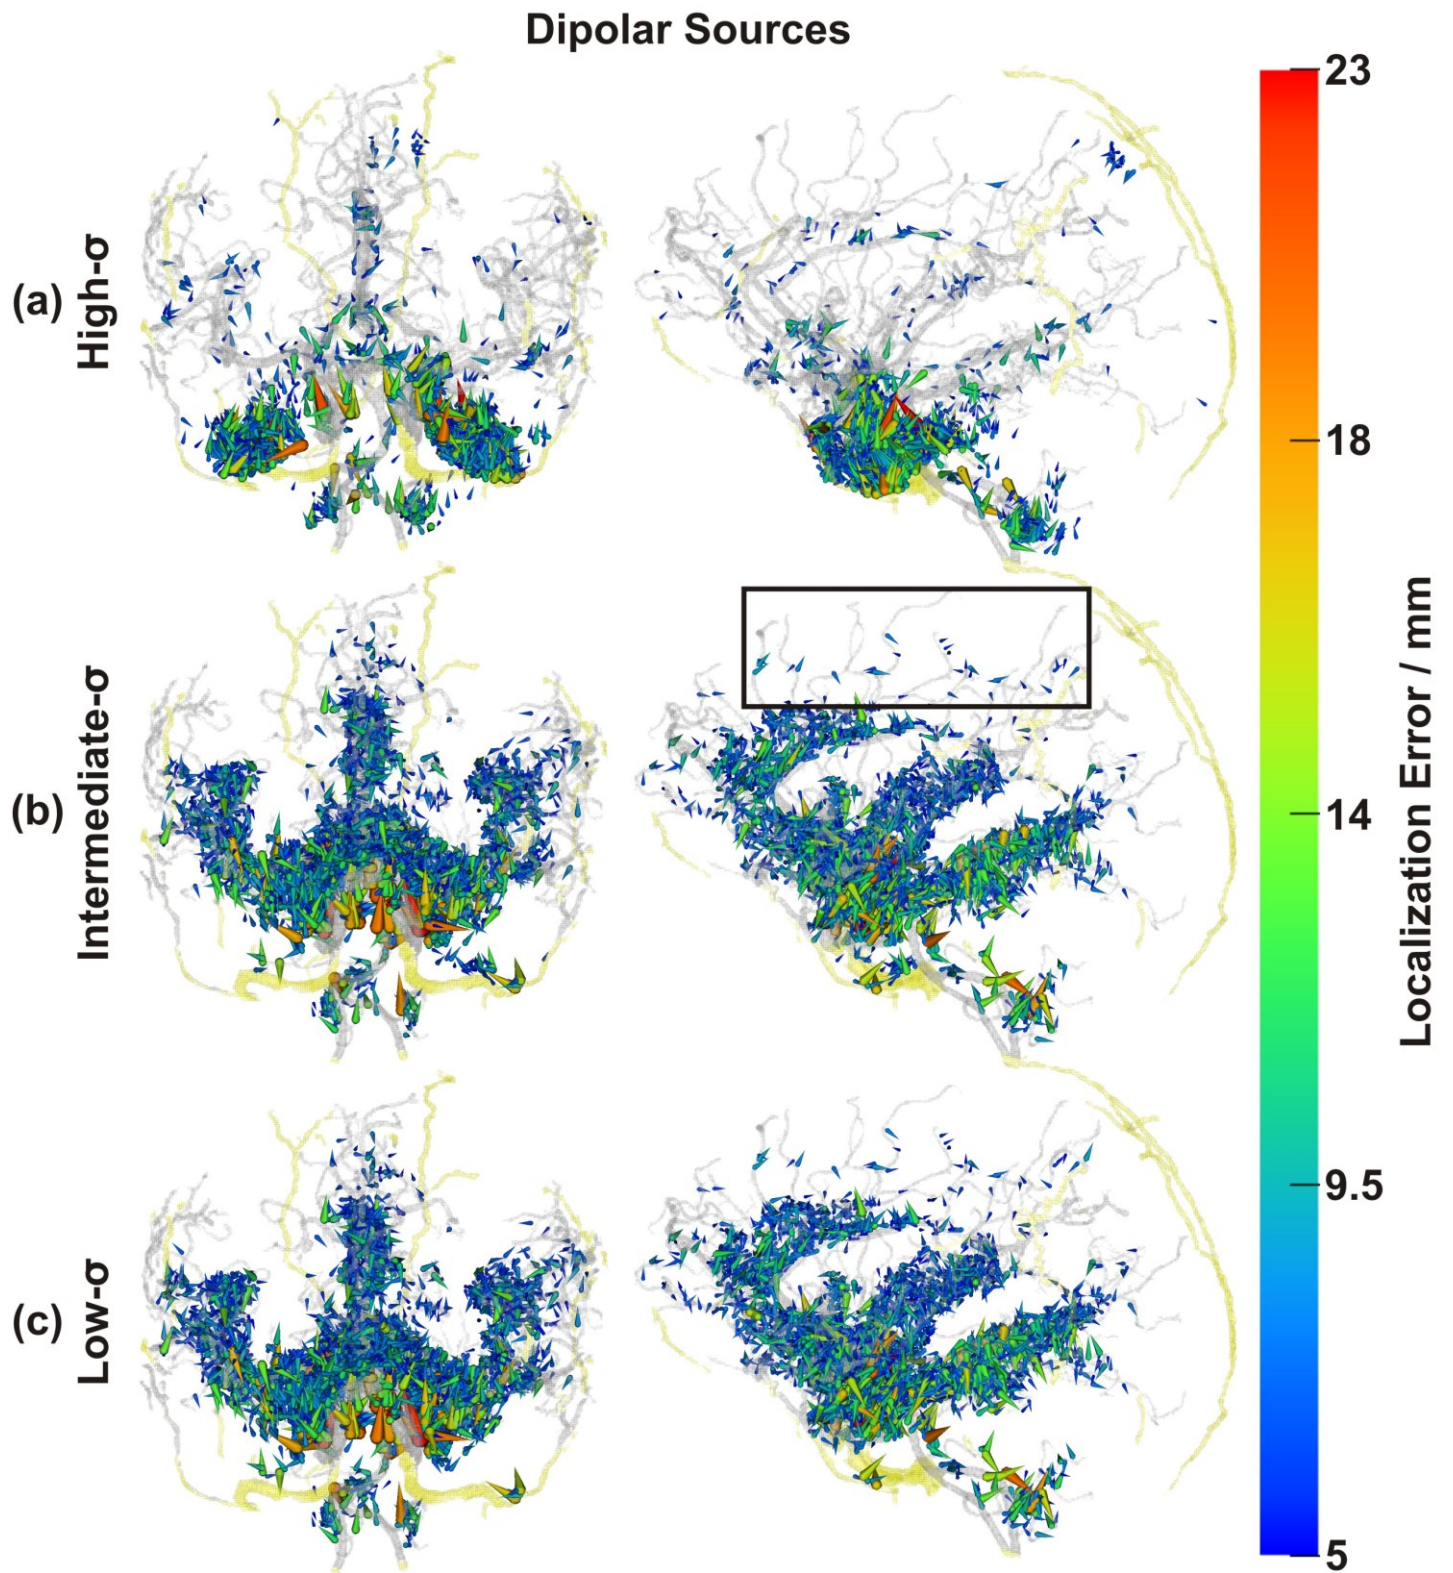 Dipolar Sources
(a)
High-σ
(b)
Intermediate-σ
(c)
Low-σ
23
18
14
9.5
5
Localization Error / mm